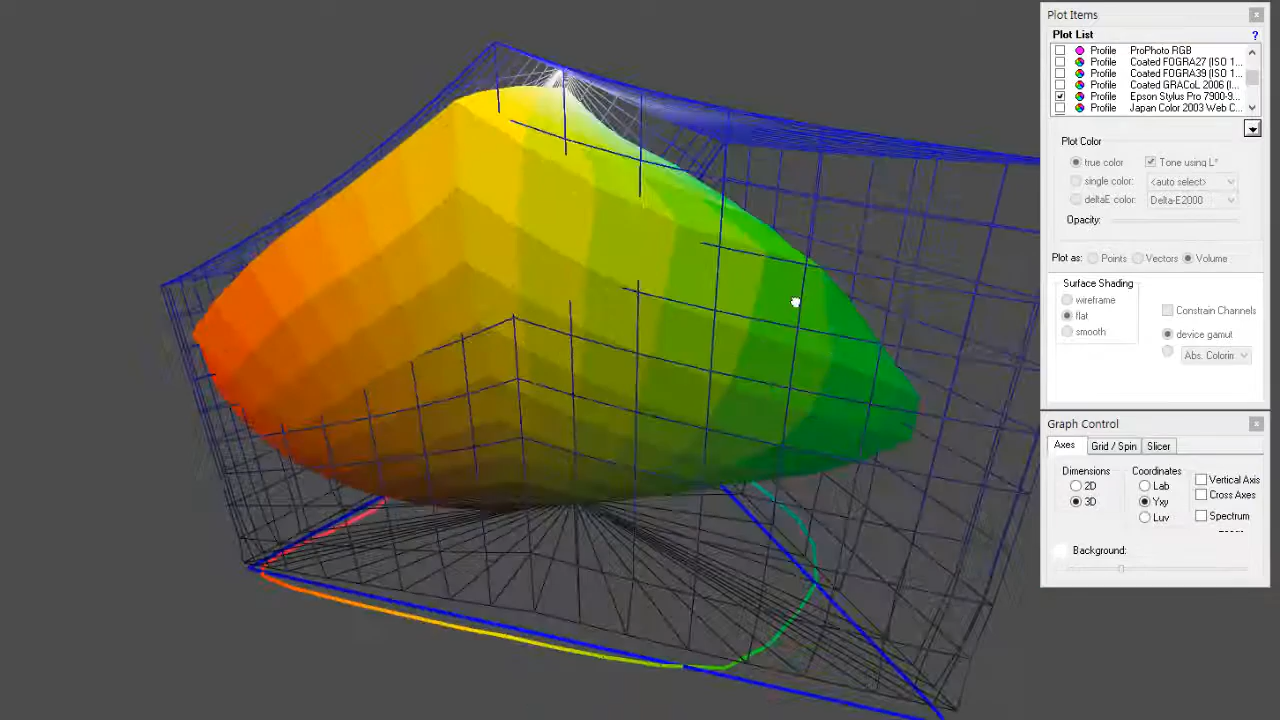 Plot Items
Plot List
?
Profile ProPhoto RGB
Profile Coated FOGRA27 (ISO 1...
Profile Coated FOGRA39 (ISO 1...
Profile Coated GRACoL 2006 (I...
Profile Epson Stylus Pro 7900-9...
Profile Japan Color 2003 Web C...
Plot Color
true color
Tone using L*
single color:
<auto select>
deltaE color:
Delta-E2000
Opacity:
Plot as:
Points
Vectors
Volume
Surface Shading
wireframe
flat
smooth
Constrain Channels
device gamut
Abs. Colorin
Graph Control
Axes
Grid / Spin
Slicer
Dimensions
2D
3D
Coordinates
Lab
Yxy
Luv
Vertical Axis
Cross Axes
Spectrum
Background: